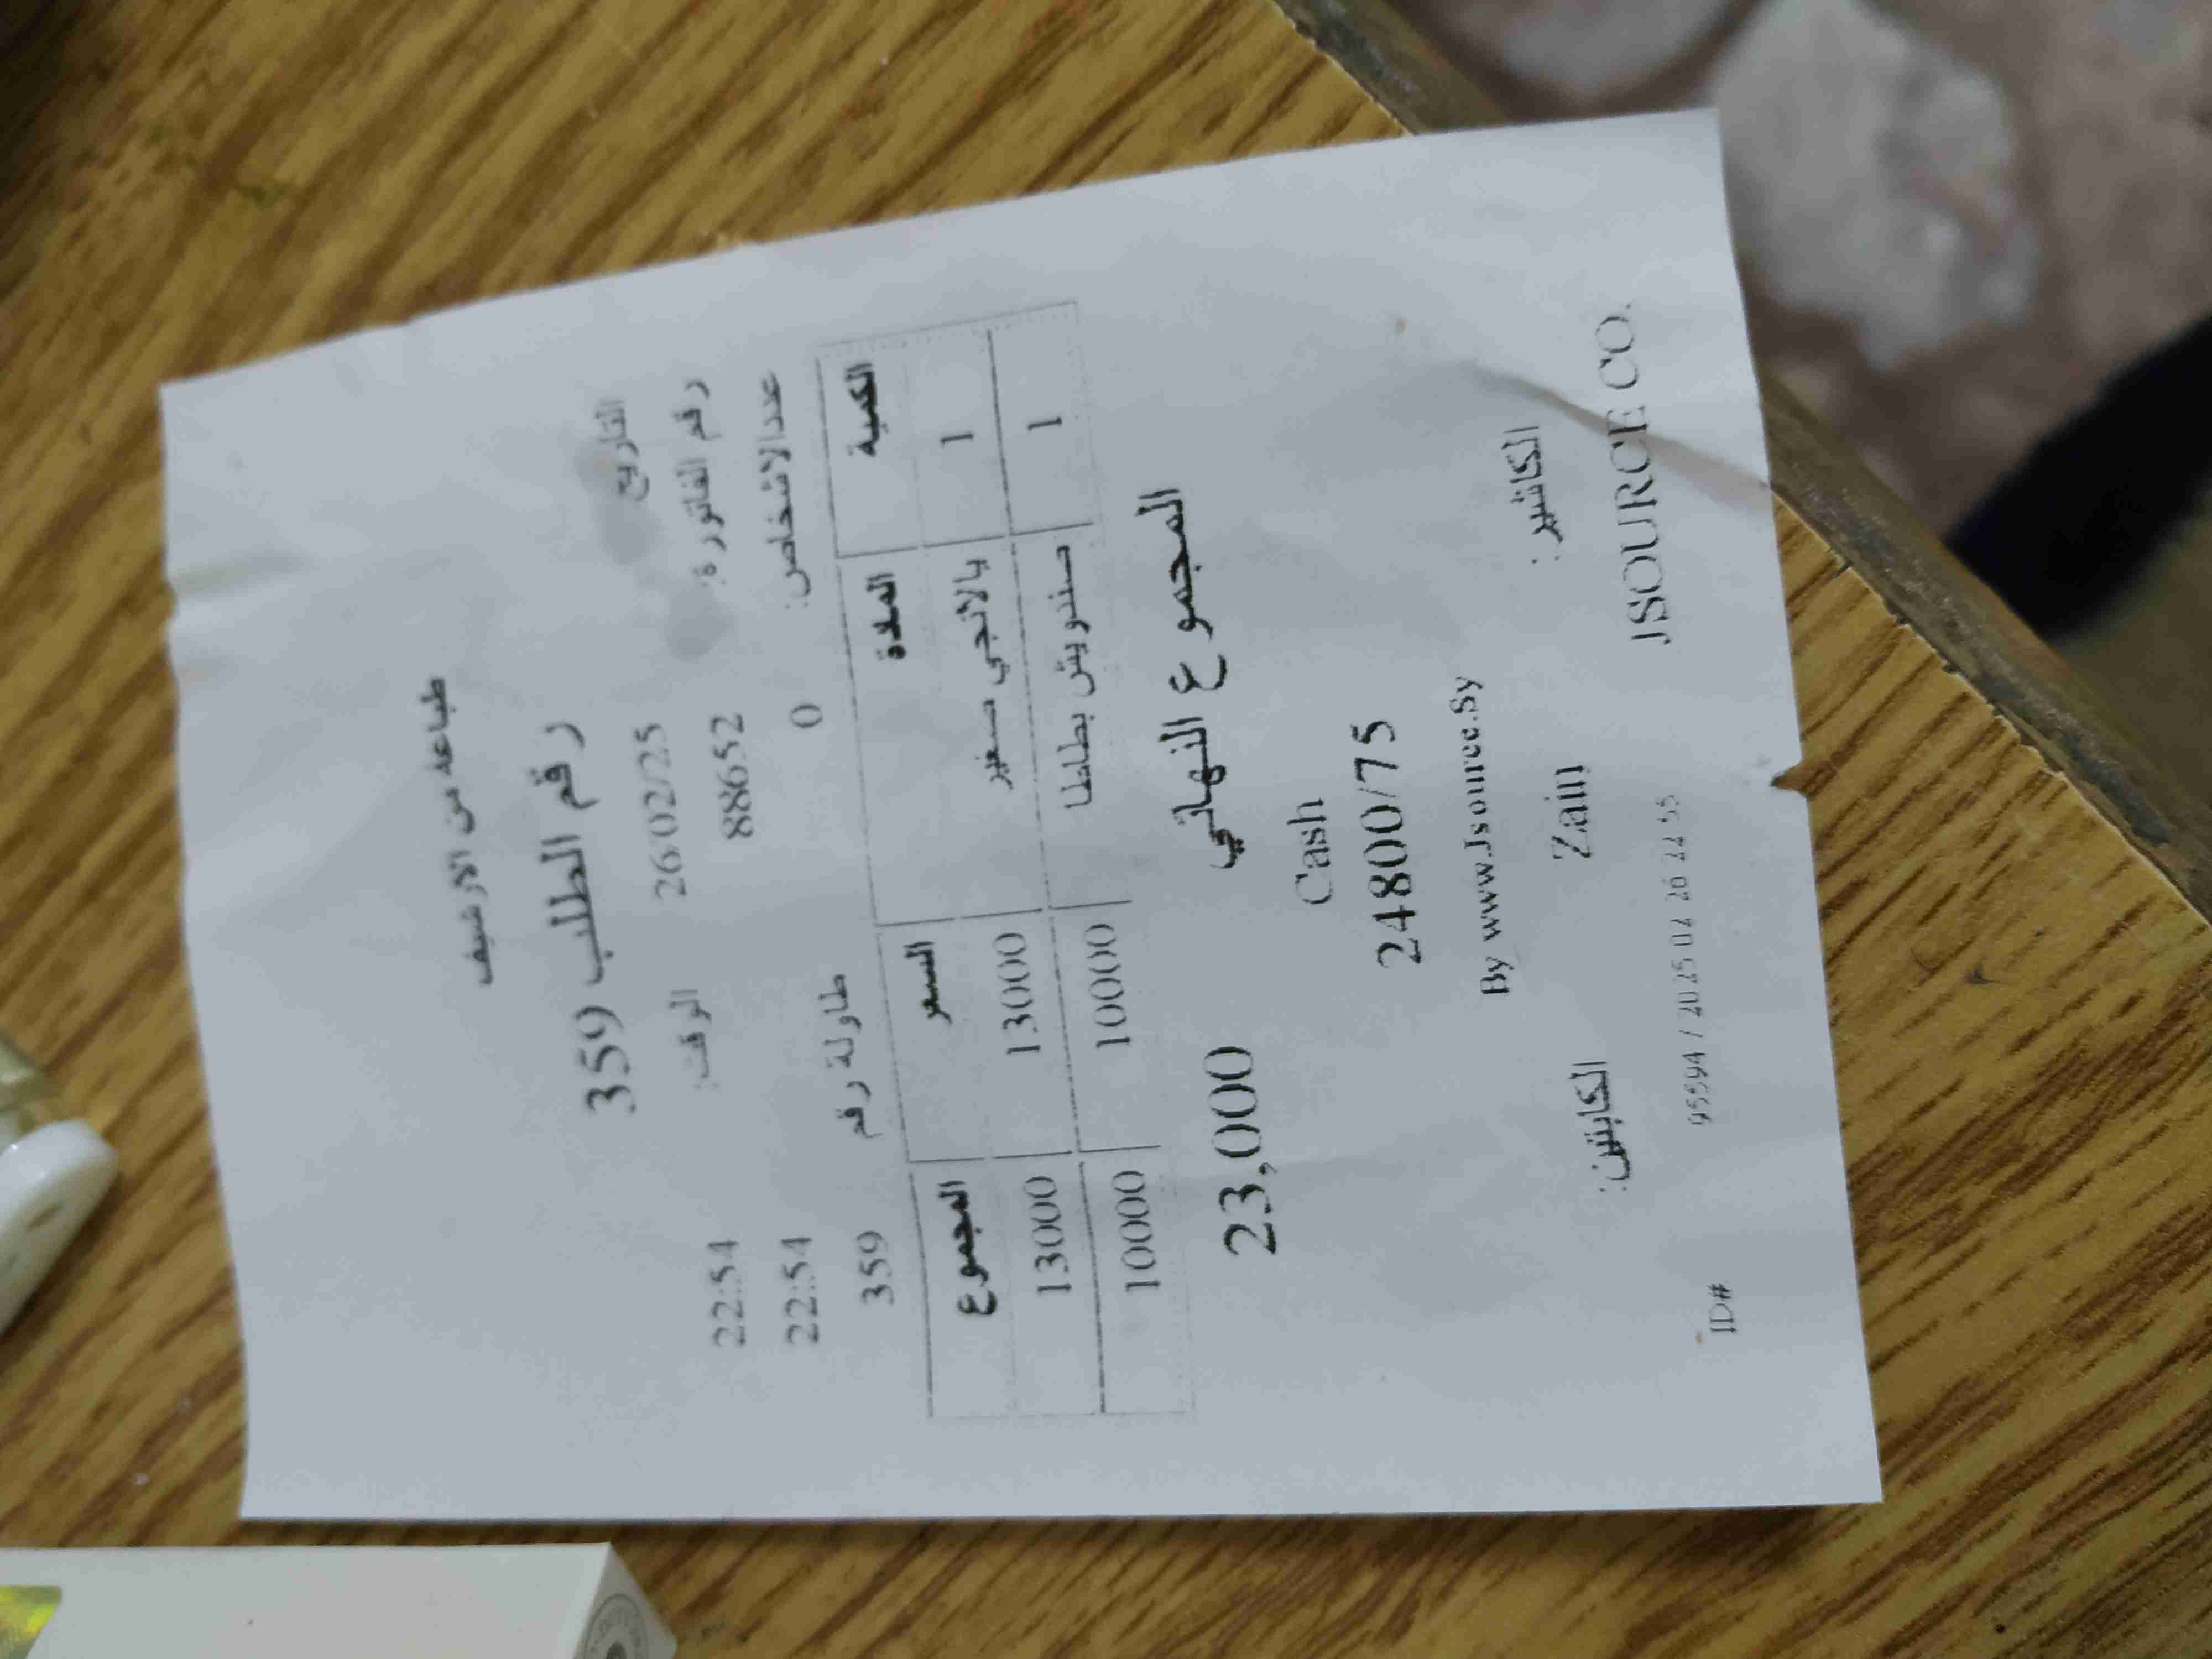 طباعة من الارشيف
رقم الطلب 359
التاريخ 26/02/25 الوقت: 22:54
رقم الفاتورة: 88652 22:54
عدد الاشخاص: 0 طاولة رقم 359
الكمية المادة السعر المجموع
1 يالانجي صغير 13000 13000
1 صندويش بطاطا 10000 10000
المجموع النهائي 23,000
Cash
24800/75
By www.Jsource.Sy
الكاشير: Zain الكابتن:
JSOURCE CO. 95594 / 2025 02 26 22 55 ID#